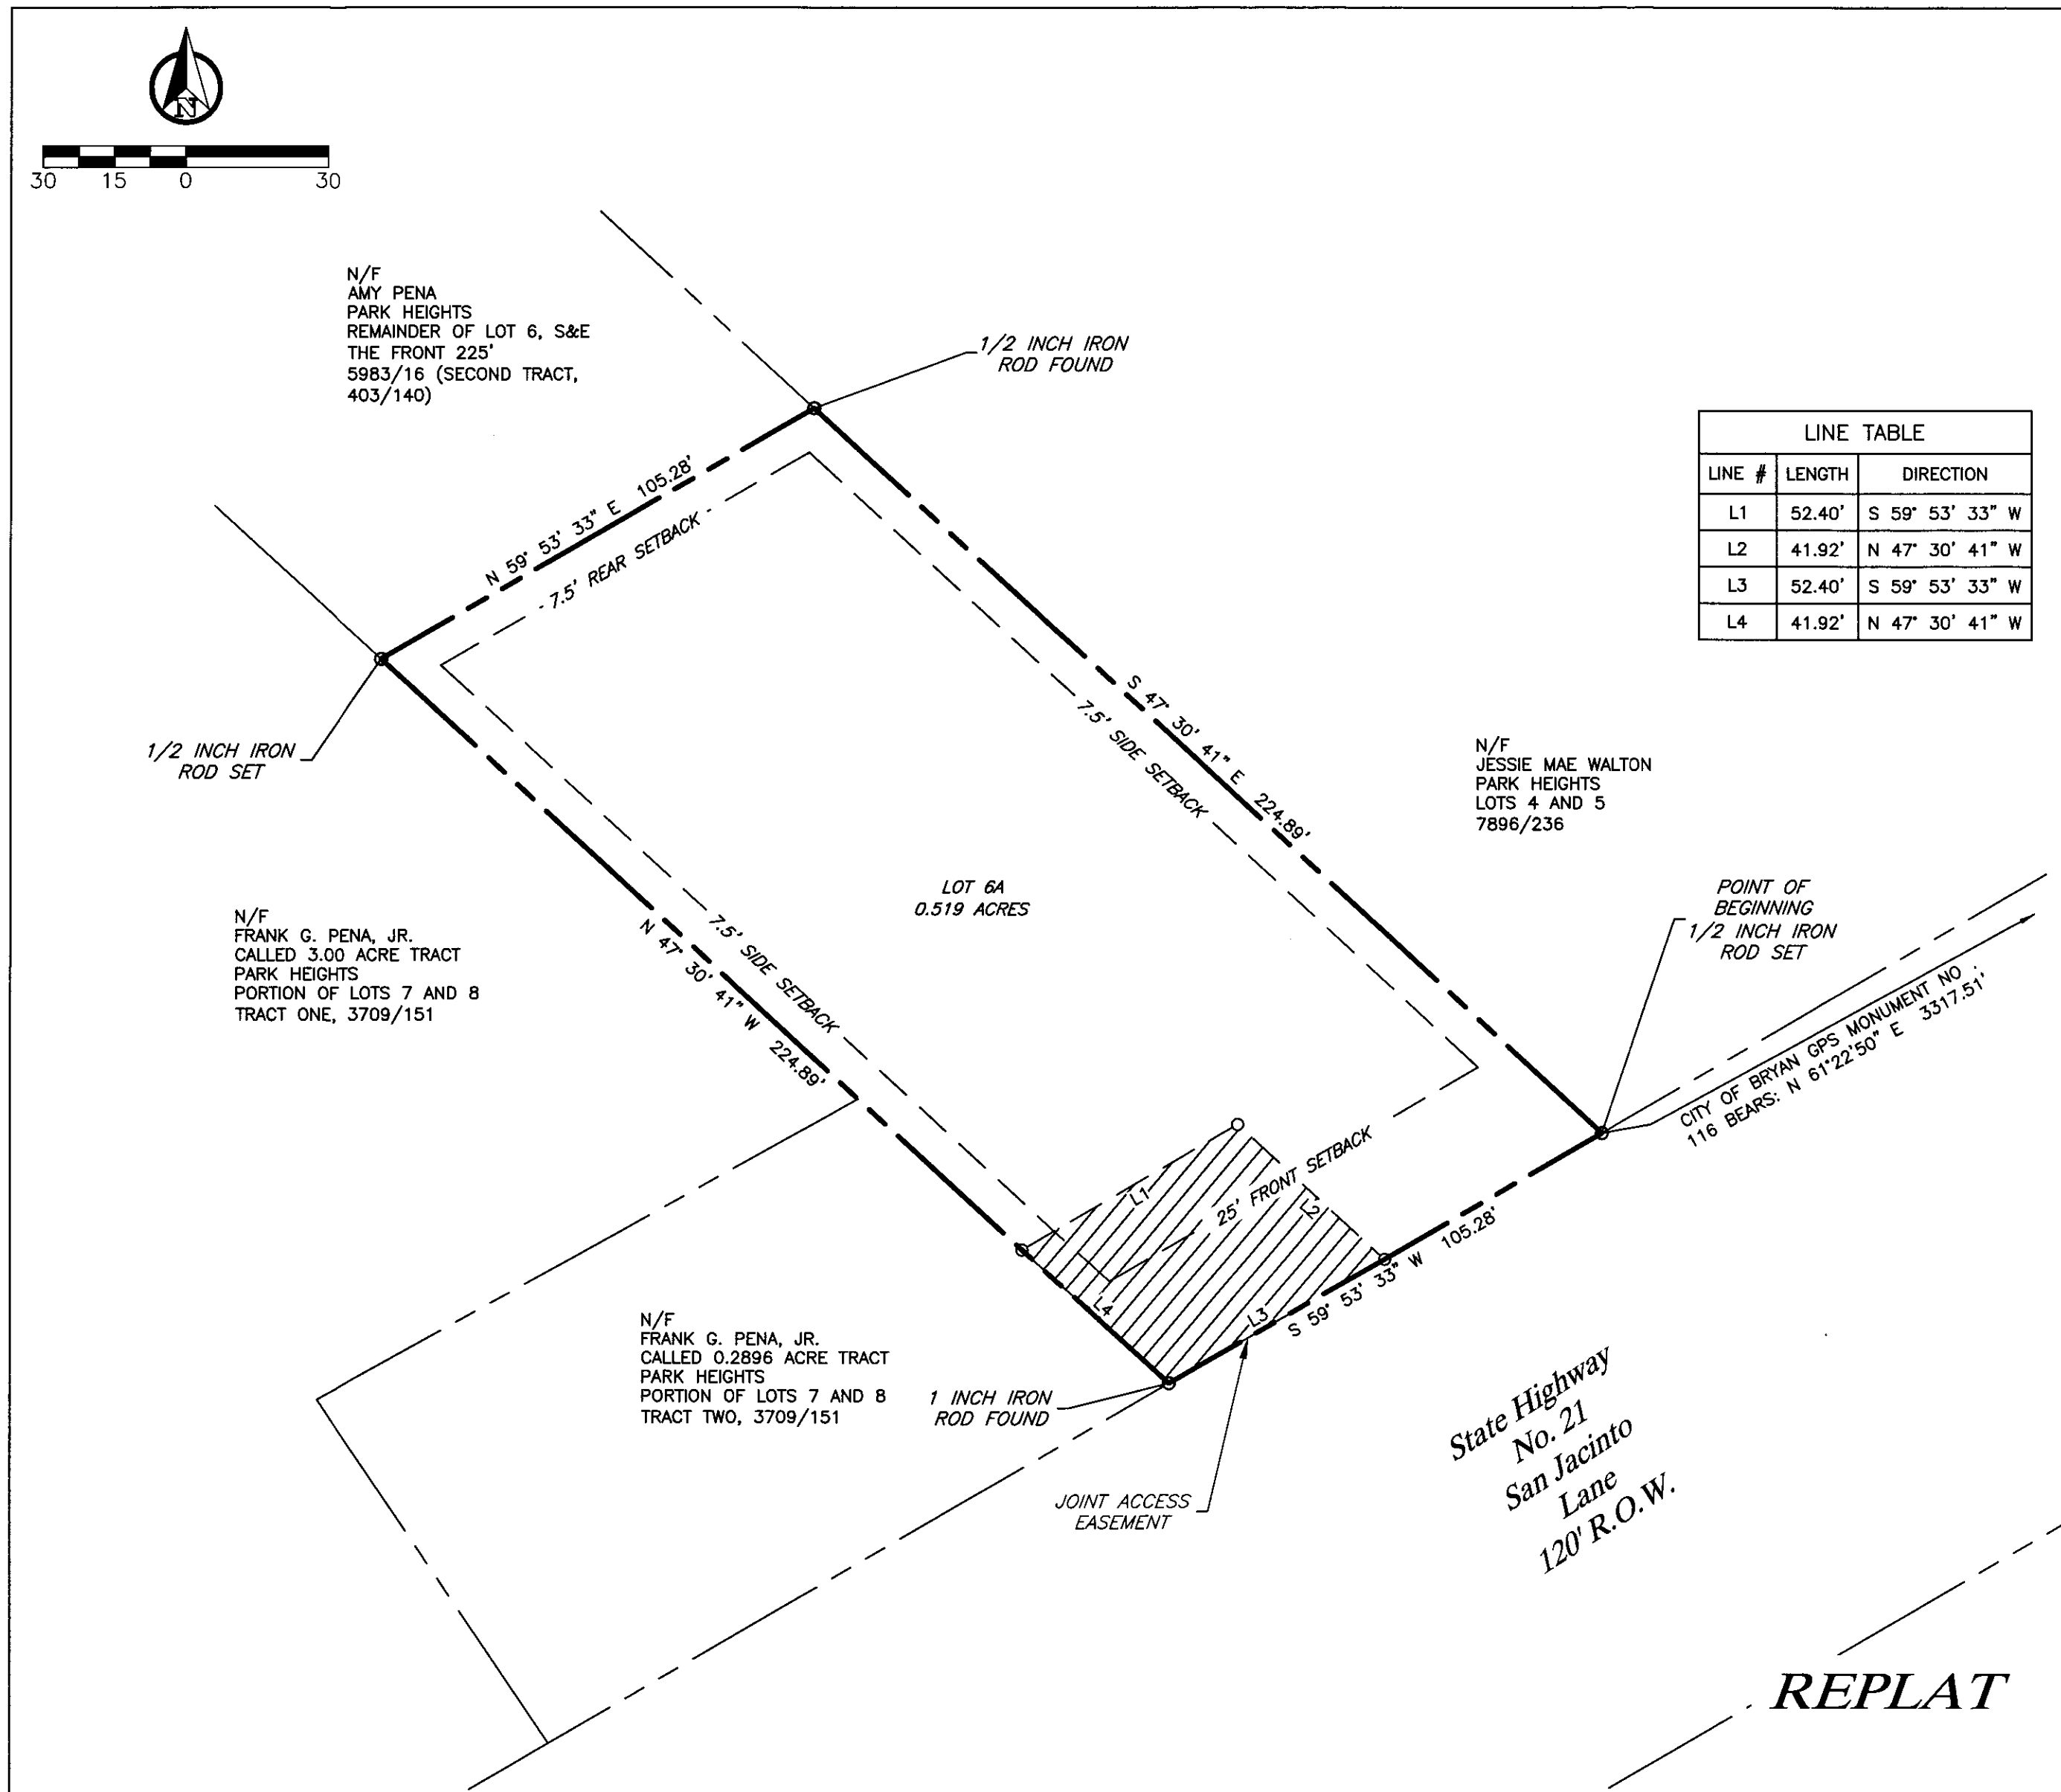 N
30 15 0 30
N/F
AMY PENA
PARK HEIGHTS
REMAINDER OF LOT 6, S&E
THE FRONT 225'
5983/16 (SECOND TRACT,
403/140)
1/2 INCH IRON
ROD FOUND
LINE TABLE
LINE # LENGTH DIRECTION
L1 52.40' S 59° 53' 33" W
L2 41.92' N 47° 30' 41" W
L3 52.40' S 59° 53' 33" W
L4 41.92' N 47° 30' 41" W
N 59° 53' 33" E 105.28'
7.5' REAR SETBACK
1/2 INCH IRON
ROD SET
S 47° 30' 41" E 224.89'
7.5' SIDE SETBACK
N/F
JESSIE MAE WALTON
PARK HEIGHTS
LOTS 4 AND 5
7896/236
LOT 6A
0.519 ACRES
POINT OF
BEGINNING
1/2 INCH IRON
ROD SET
N/F
FRANK G. PENA, JR.
CALLED 3.00 ACRE TRACT
PARK HEIGHTS
PORTION OF LOTS 7 AND 8
TRACT ONE, 3709/151
7.5' SIDE SETBACK
N 47° 30' 41" W 224.89'
CITY OF BRYAN GPS MONUMENT NO .
116 BEARS: N 61°22'50" E 3317.51'
L1
L2
25' FRONT SETBACK
L4
L3
S 59° 53' 33" W 105.28'
N/F
FRANK G. PENA, JR.
CALLED 0.2896 ACRE TRACT
PARK HEIGHTS
PORTION OF LOTS 7 AND 8
TRACT TWO, 3709/151
1 INCH IRON
ROD FOUND
JOINT ACCESS
EASEMENT
State Highway
No. 21
San Jacinto
Lane
120' R.O.W.
REPLAT